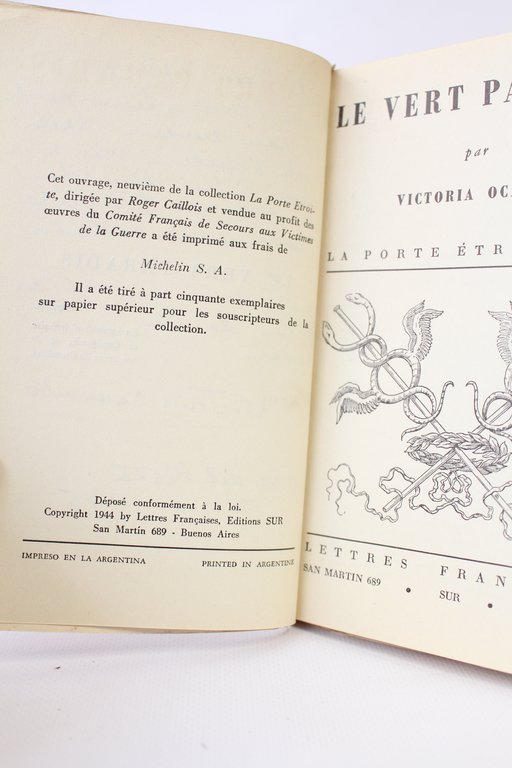 Cet ouvrage, neuvième de la collection La Porte Etroi-
te, dirigée par Roger Caillois et vendue au profit des
œuvres du Comité Français de Secours aux Victimes
de la Guerre a été imprimé aux frais de
Michelin S. A.
Il a été tiré à part cinquante exemplaires
sur papier supérieur pour les souscripteurs de la
collection.
Déposé conformément à la loi.
Copyright 1944 by Lettres Françaises, Editions SUR
San Martín 689 - Buenos Aires
IMPRESO EN LA ARGENTINA PRINTED IN ARGENTINE
LE VERT PA
par
VICTORIA OCA
LA PORTE ÉTR
LETTRES FRAN
SAN MARTIN 689 • SUR •